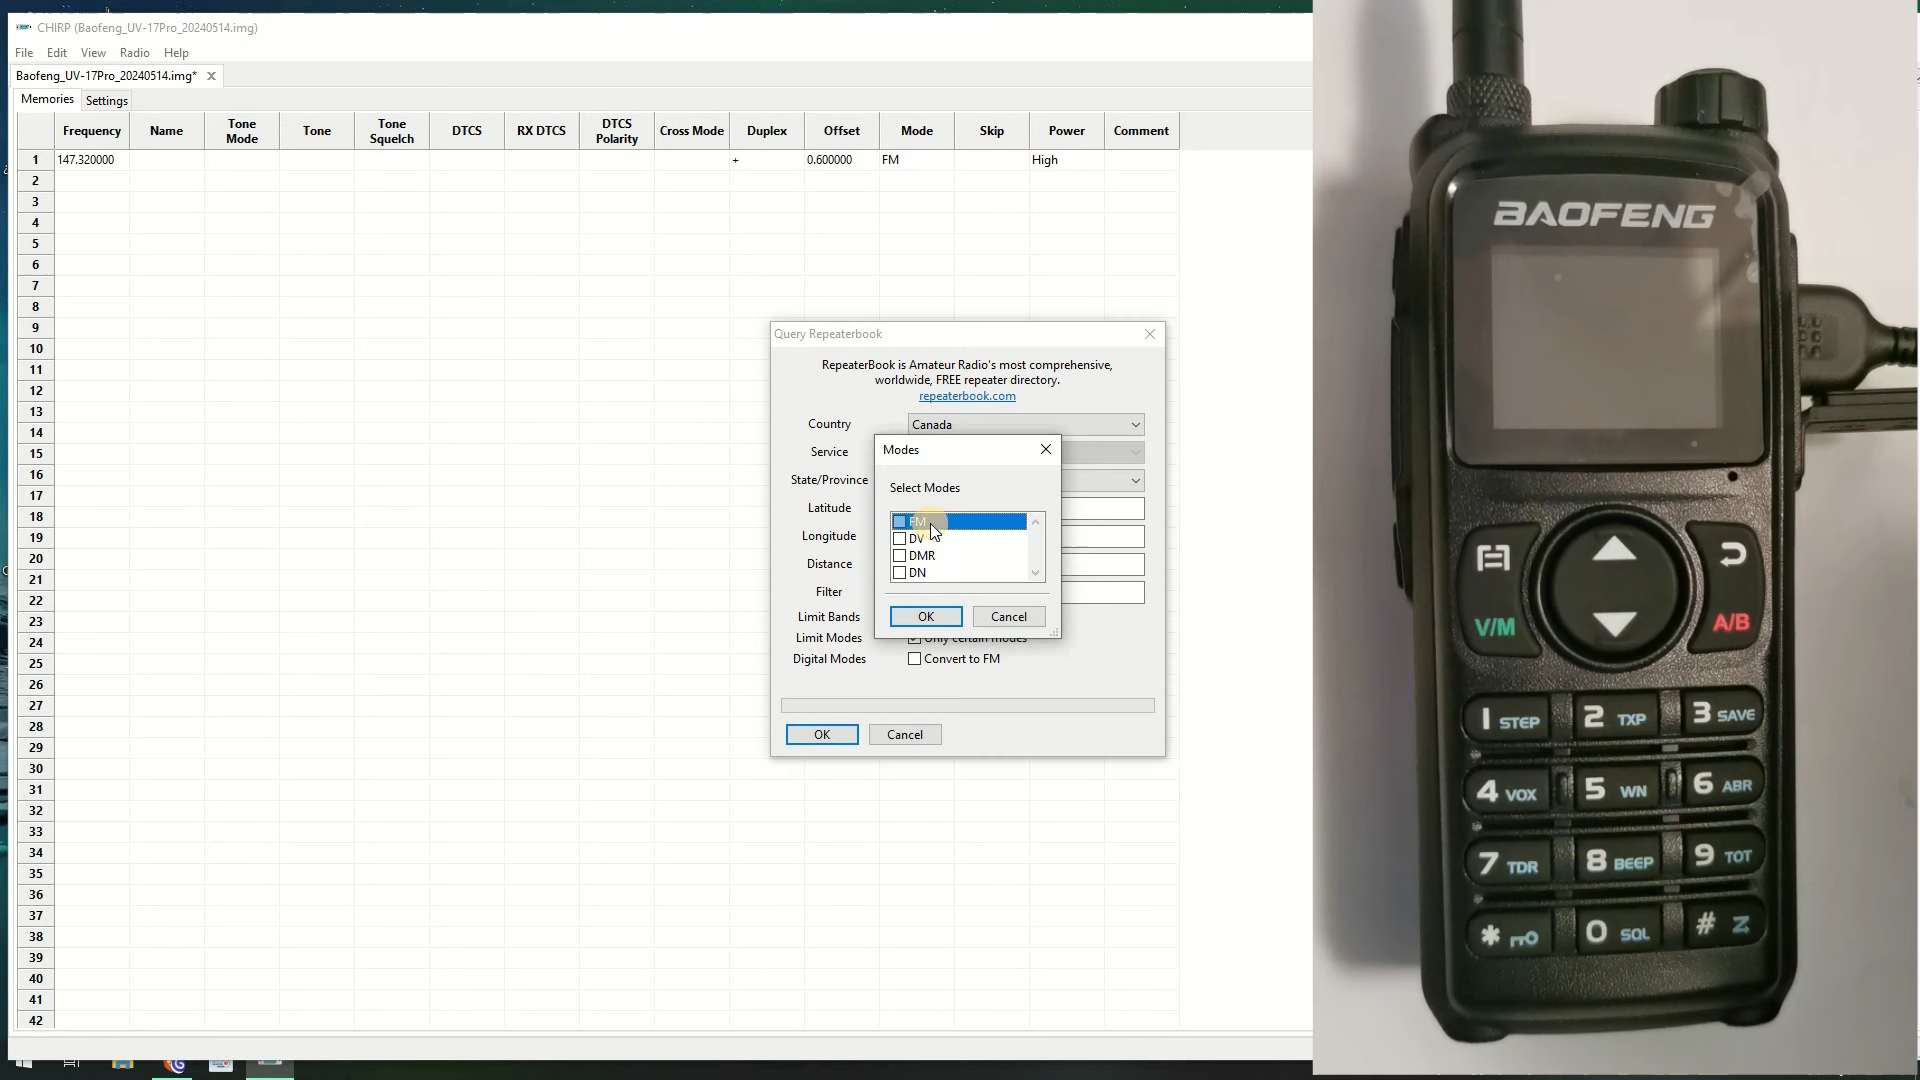 CHIRP (Baofeng_UV-17Pro_20240514.img)
File Edit View Radio Help
Baofeng_UV-17Pro_20240514.img*
Memories Settings
Frequency Name Tone Mode Tone Tone Squelch DTCS RX DTCS DTCS Polarity Cross Mode Duplex Offset Mode Skip Power Comment
1 147.320000 + 0.600000 FM High
2
3
4
5
6
7
8
9
10
11
12
13
14
15
16
17
18
19
20
21
22
23
24
25
26
27
28
29
30
31
32
33
34
35
36
37
38
39
40
41
42
Query Repeaterbook
RepeaterBook is Amateur Radio's most comprehensive,
worldwide, FREE repeater directory.
repeaterbook.com
Country Canada
Service
State/Province
Latitude
Longitude
Distance
Filter
Limit Bands
Limit Modes Only certain modes
Digital Modes Convert to FM
OK Cancel
Modes
Select Modes
FM
DV
DMR
DN
OK Cancel
BAOFENG
V/M A/B
1 STEP 2 TXP 3 SAVE
4 VOX 5 WN 6 ABR
7 TDR 8 BEEP 9 TOT
* 0 SQL #